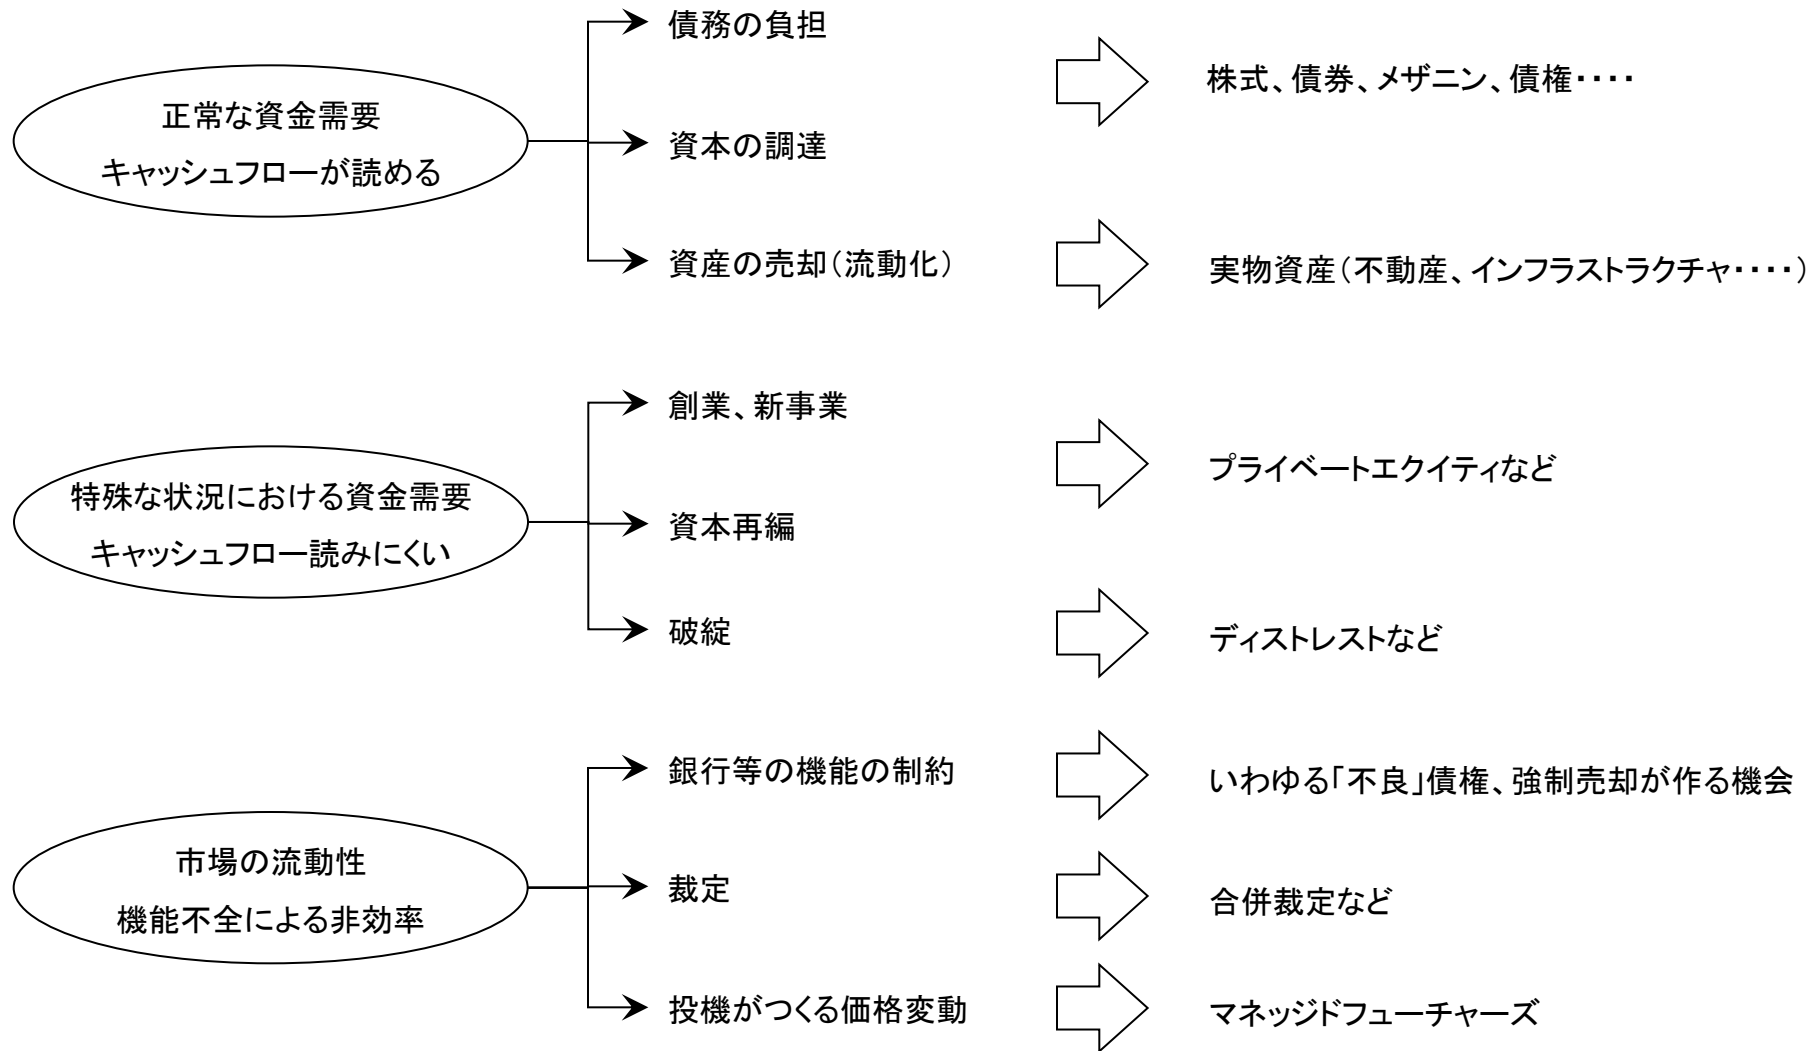 債務の負担
株式、債券、メザニン、債権・・・・
正常な資金需要
キャッシュフローが読める
資本の調達
資産の売却（流動化）
実物資産（不動産、インフラストラクチャ・・・・）
創業、新事業
プライベートエクイティなど
特殊な状況における資金需要
キャッシュフロー読みにくい
資本再編
破綻
ディストレストなど
銀行等の機能の制約
いわゆる「不良」債権、強制売却が作る機会
市場の流動性
機能不全による非効率
裁定
合併裁定など
投機がつくる価格変動
マネッジドフューチャーズ